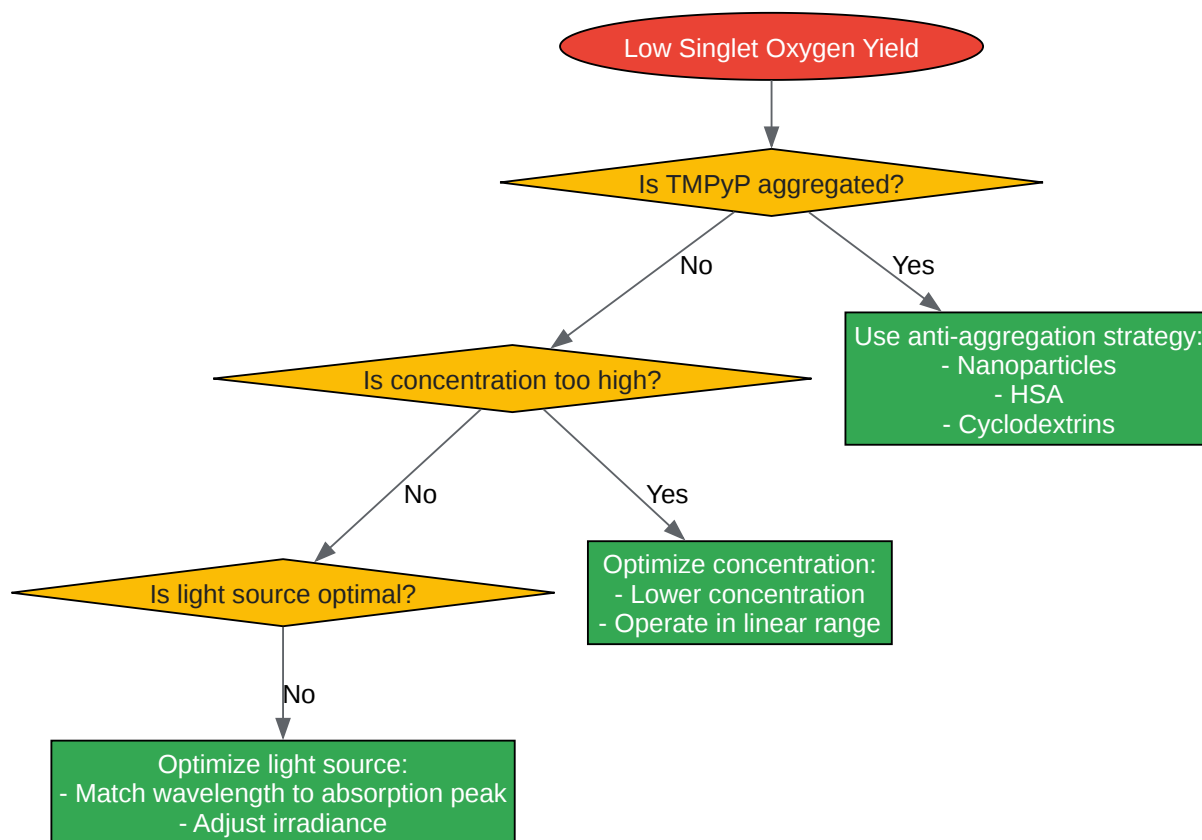 Low Singlet Oxygen Yield
Is TMPyP aggregated?
No
Yes
Use anti-aggregation strategy:
- Nanoparticles
- HSA
- Cyclodextrins
Is concentration too high?
No
Yes
Optimize concentration:
- Lower concentration
- Operate in linear range
Is light source optimal?
No
Optimize light source:
- Match wavelength to absorption peak
- Adjust irradiance